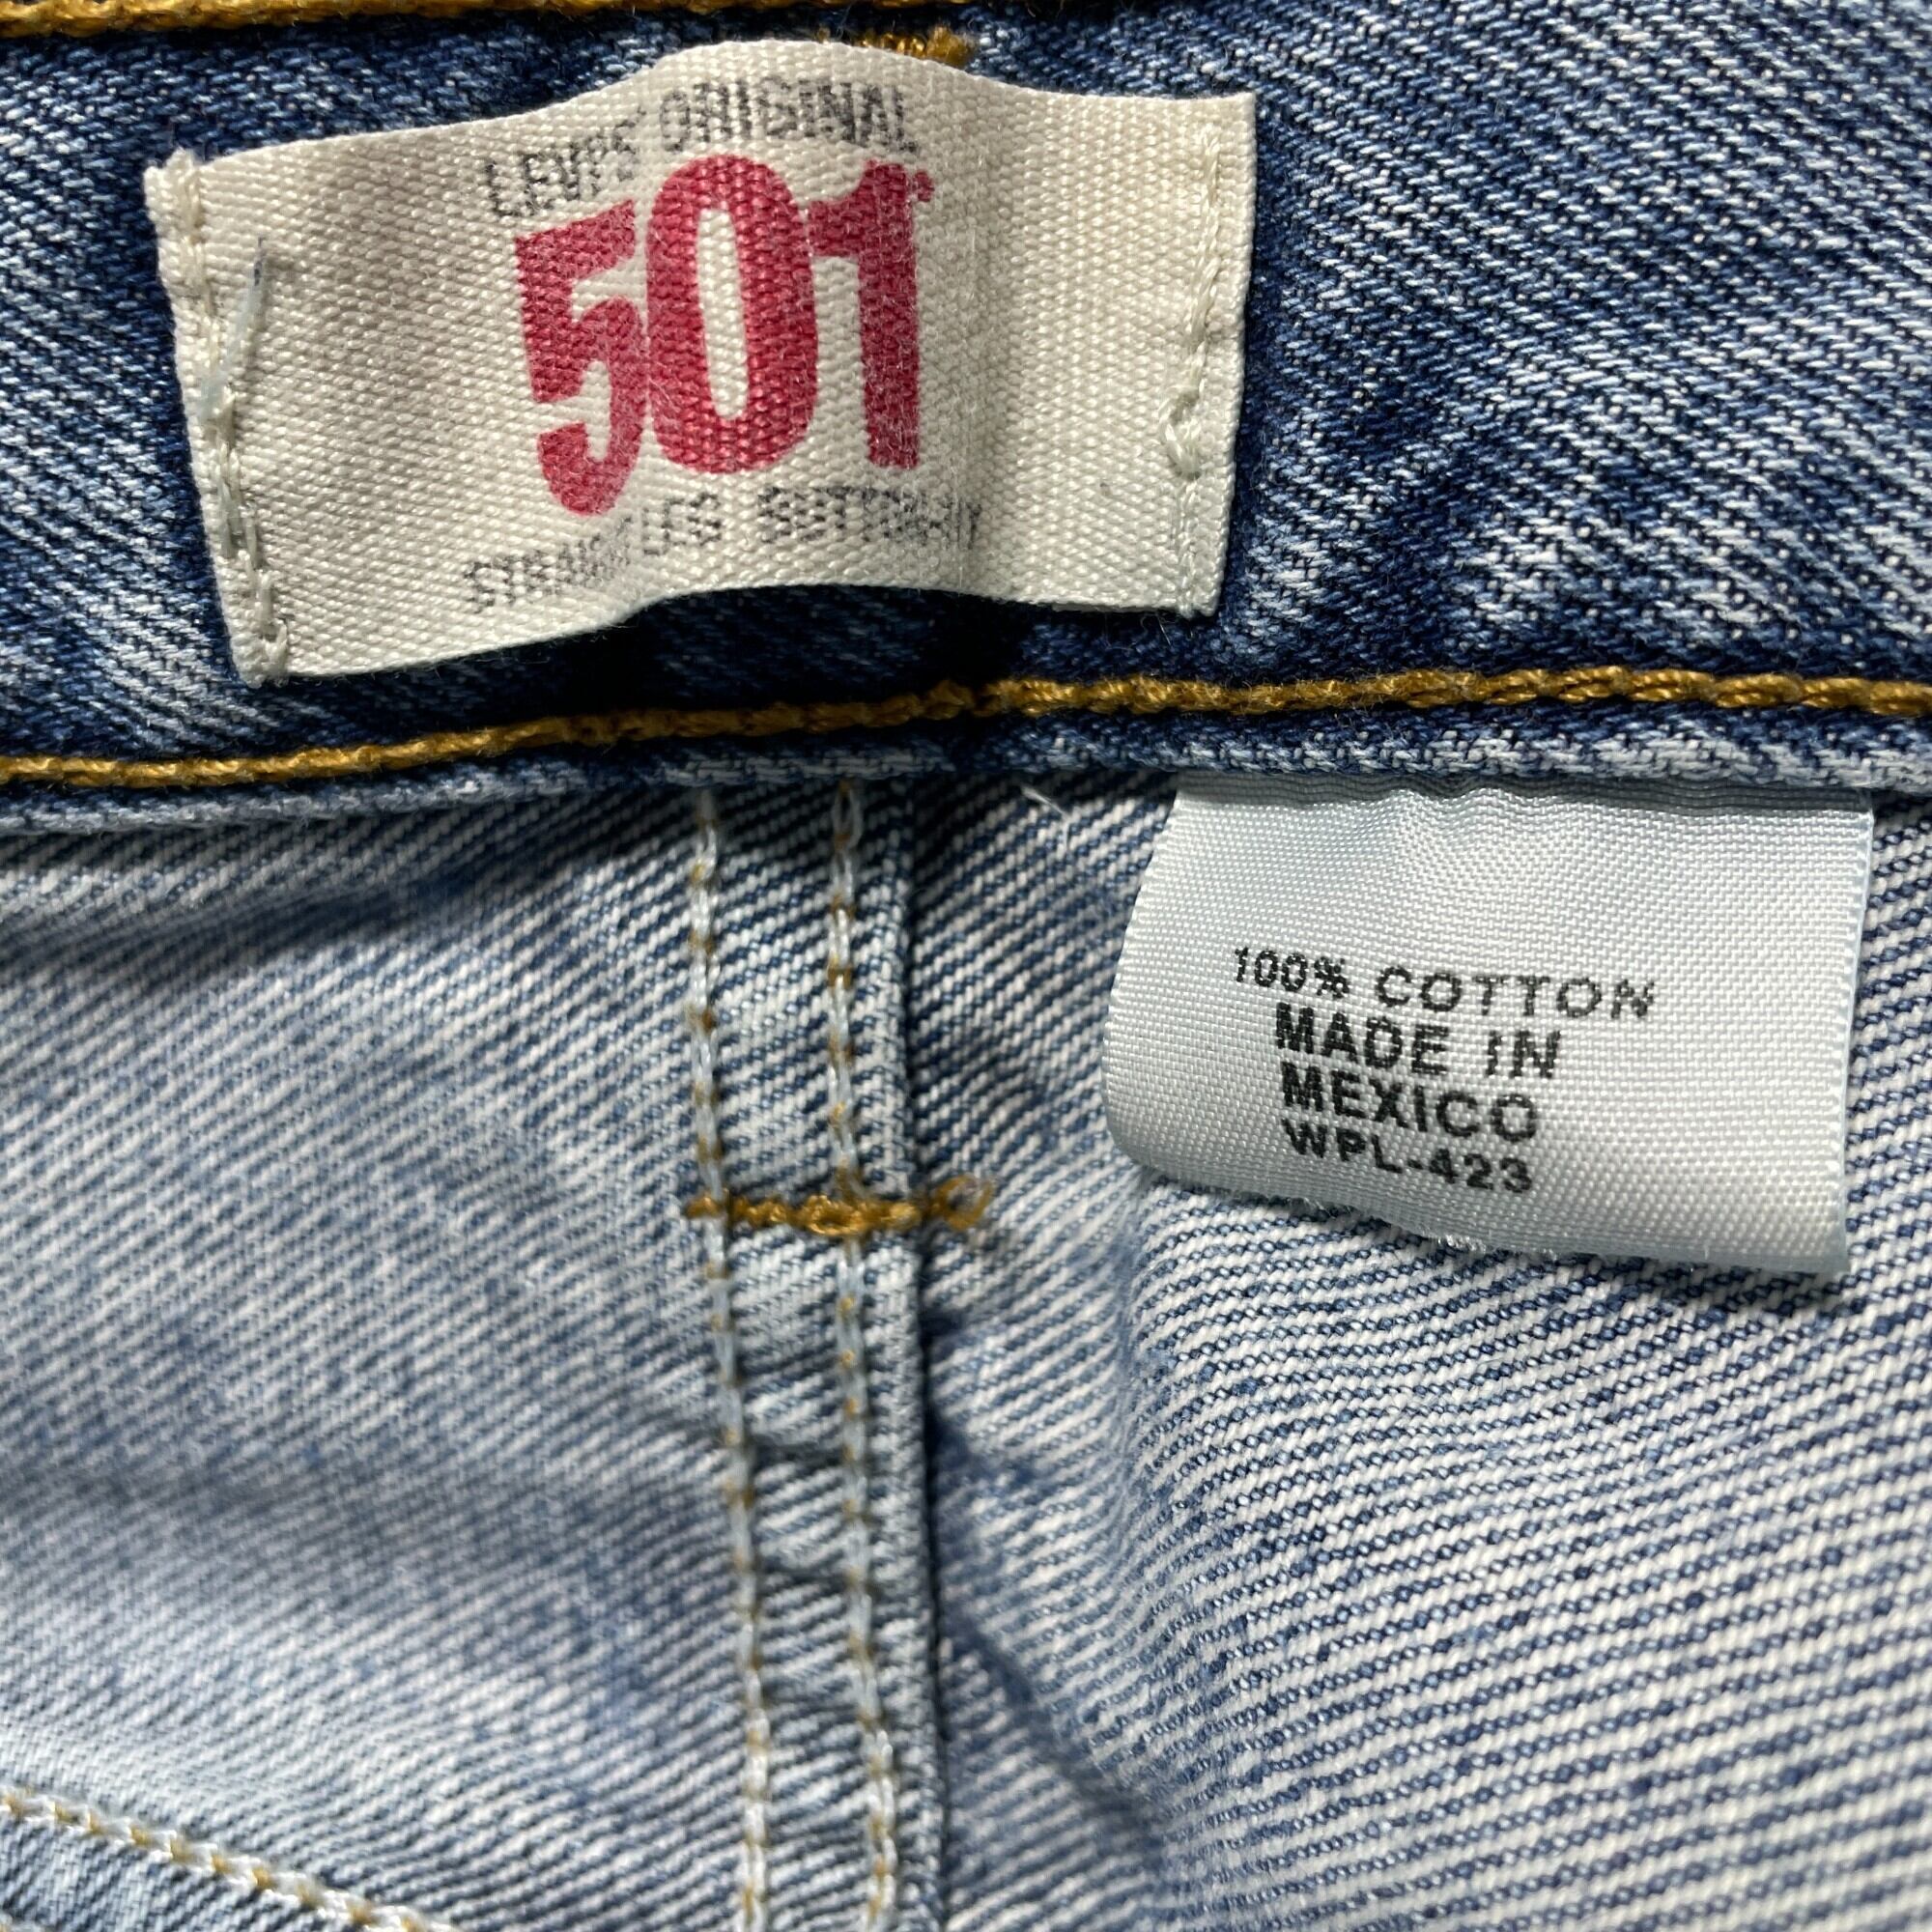 LEVI'S® ORIGINAL
501®
STRAIGHT LEG BUTTON-FLY
100% COTTON
MADE IN
MEXICO
WPL-423